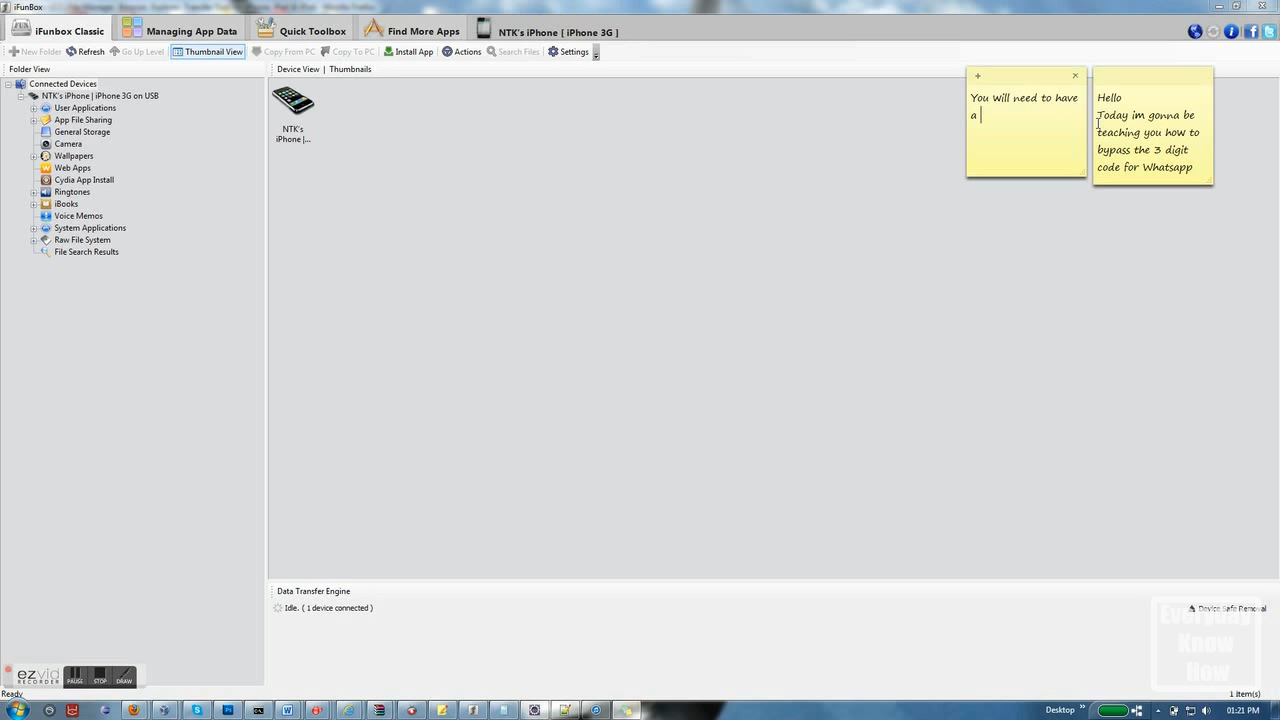 iFunBox
iFunbox Classic
Managing App Data
Quick Toolbox
Find More Apps
NTK's iPhone [ iPhone 3G ]
New Folder
Refresh
Go Up Level
Thumbnail View
Copy From PC
Copy To PC
Install App
Actions
Search Files
Settings
Folder View
Device View | Thumbnails
Connected Devices
NTK's iPhone | iPhone 3G on USB
User Applications
App File Sharing
General Storage
Camera
Wallpapers
Web Apps
Cydia App Install
Ringtones
iBooks
Voice Memos
System Applications
Raw File System
File Search Results
NTK's
iPhone |...
You will need to have
a
Hello
Today im gonna be
teaching you how to
bypass the 3 digit
code for Whatsapp
Data Transfer Engine
Idle. ( 1 device connected )
Device Safe Removal
Everyday
Know
How
ezvid
RECORDER
PAUSE
STOP
DRAW
Ready
1 item(s)
Desktop
01:21 PM